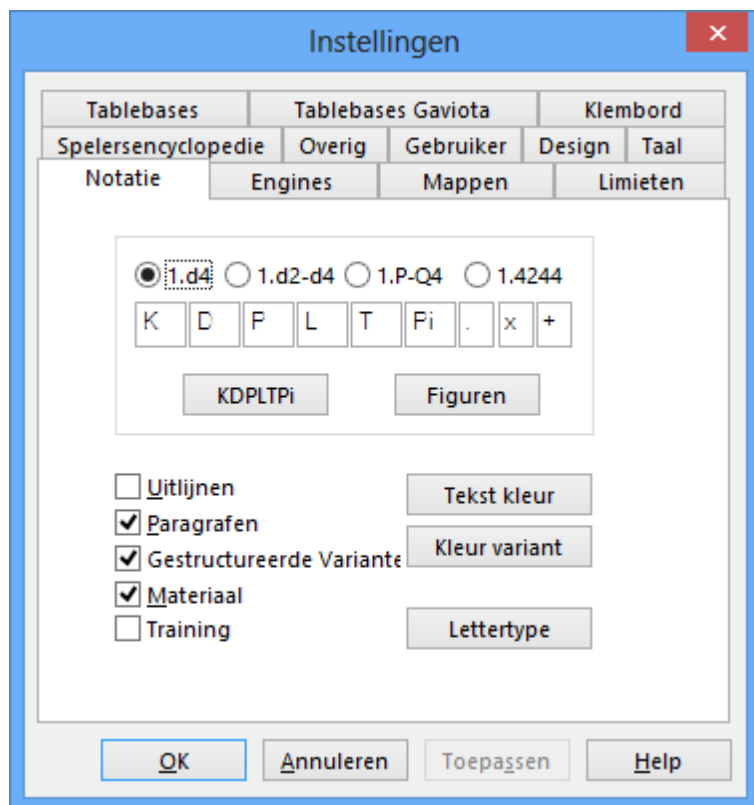 Instellingen
Tablebases Tablebases Gaviota Klembord
Spelersencyclopedie Overig Gebruiker Design Taal
Notatie Engines Mappen Limieten
1.d4 1.d2-d4 1.P-Q4 1.4244
K D P L T Pi . x +
KDPLTPi Figuren
Uitlijnen
Tekst kleur
Paragrafen
Kleur variant
Gestructureerde Variante
Materiaal
Training Lettertype
OK Annuleren Toepassen Help